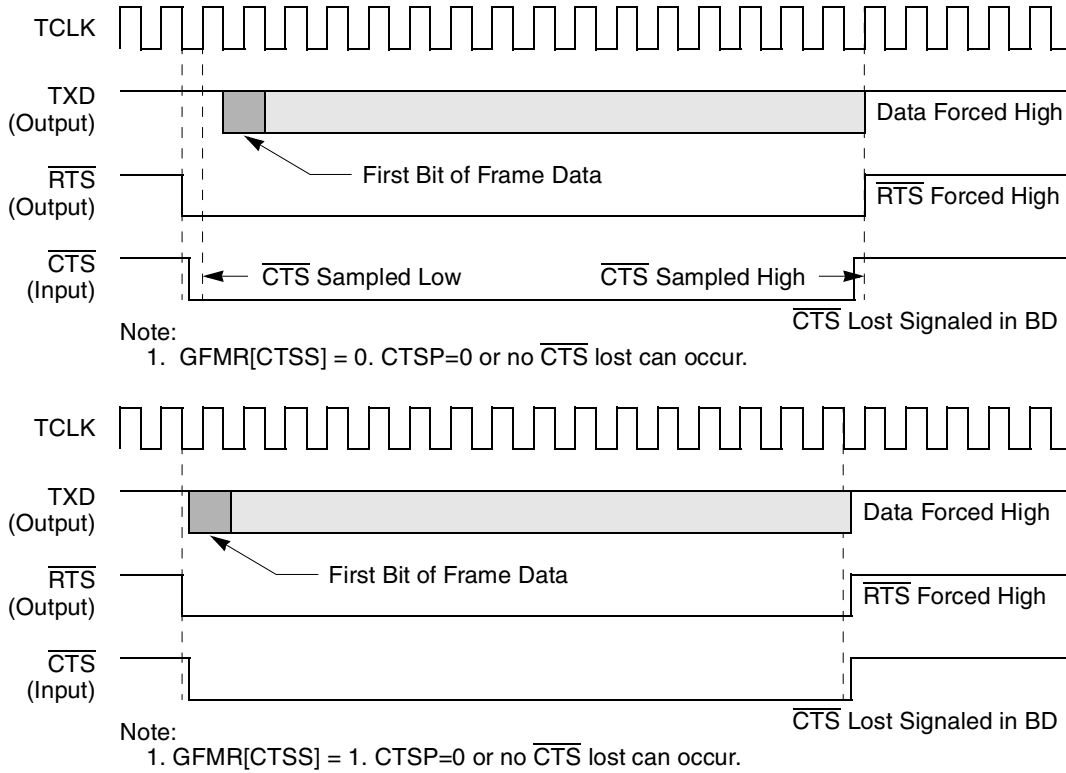 TCLK
TXD
(Output)
Data Forced High
First Bit of Frame Data
RTS
(Output)
RTS Forced High
CTS
(Input)
CTS Sampled Low
CTS Sampled High
CTS Lost Signaled in BD
Note:
1. GFMR[CTSS] = 0. CTSP=0 or no CTS lost can occur.
TCLK
TXD
(Output)
Data Forced High
First Bit of Frame Data
RTS
(Output)
RTS Forced High
CTS
(Input)
CTS Lost Signaled in BD
Note:
1. GFMR[CTSS] = 1. CTSP=0 or no CTS lost can occur.